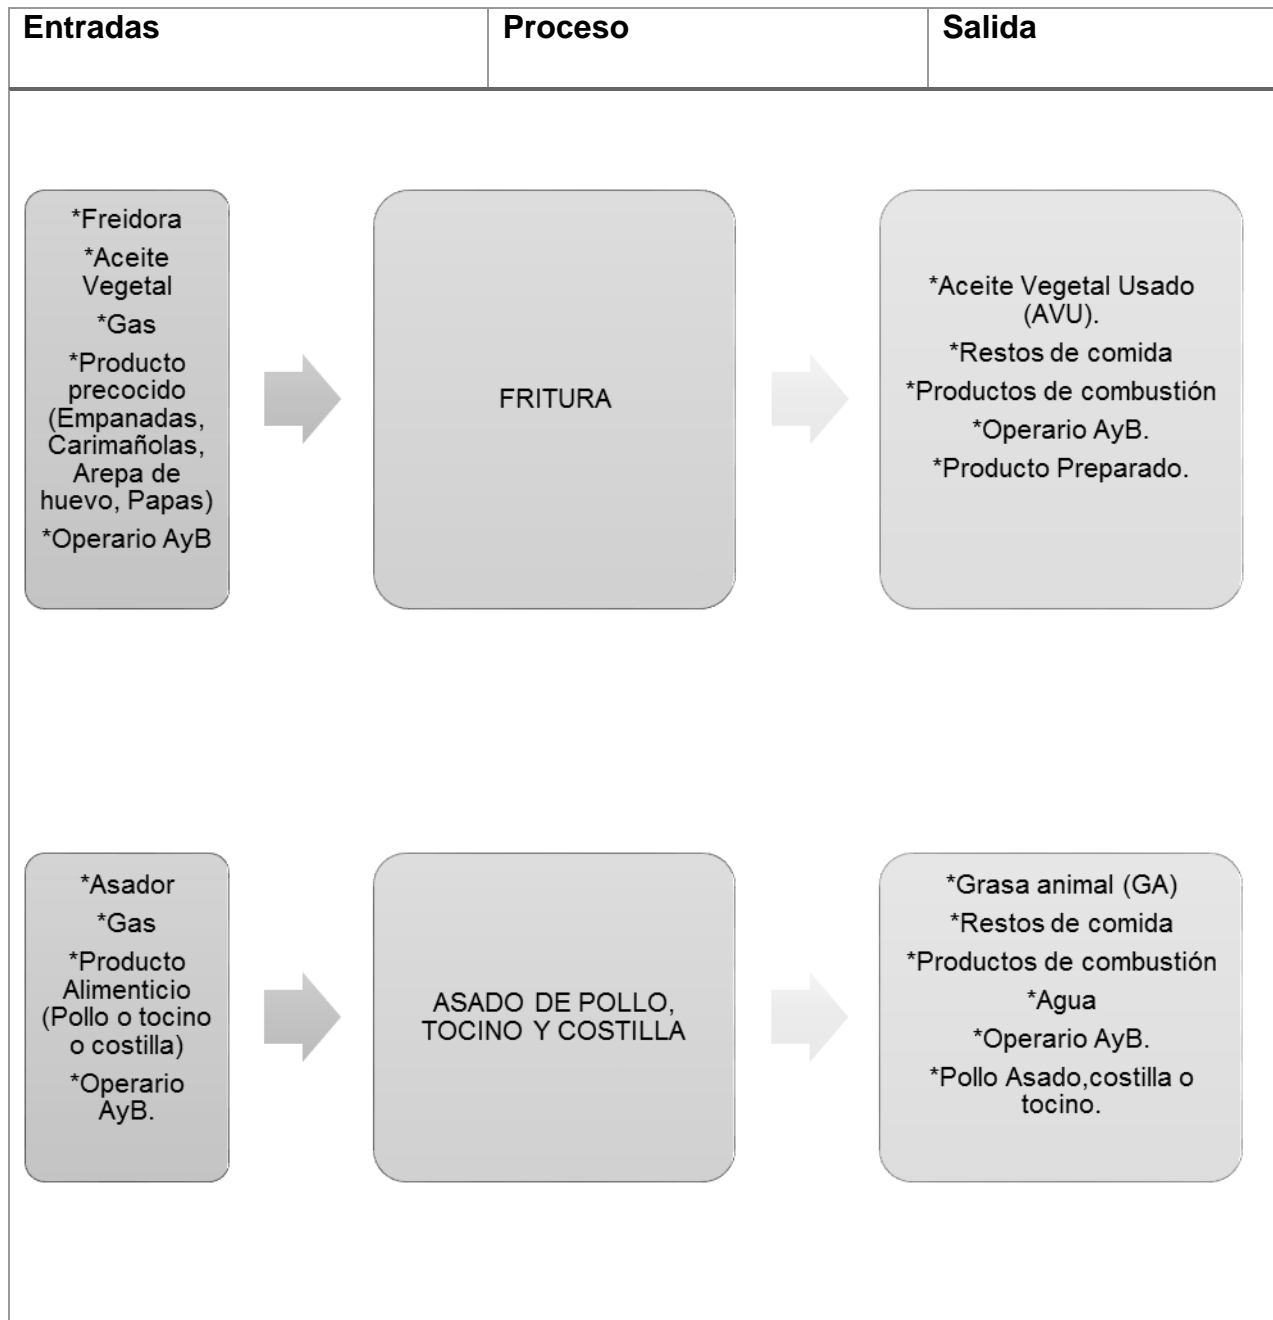 Entradas
Proceso
Salida
*Freidora
*Aceite
Vegetal
*Gas
*Producto
precocido
(Empanadas,
Carimañolas,
Arepa de
huevo, Papas)
*Operario AyB
FRITURA
*Aceite Vegetal Usado
(AVU).
*Restos de comida
*Productos de combustión
*Operario AyB.
*Producto Preparado.
*Asador
*Gas
*Producto
Alimenticio
(Pollo o tocino
o costilla)
*Operario
AyB.
ASADO DE POLLO,
TOCINO Y COSTILLA
*Grasa animal (GA)
*Restos de comida
*Productos de combustión
*Agua
*Operario AyB.
*Pollo Asado,costilla o
tocino.